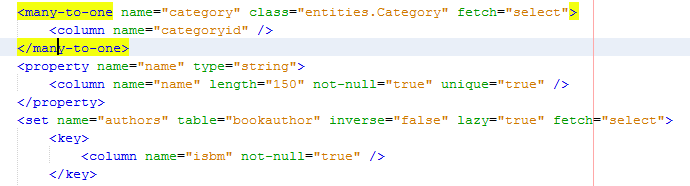 <many-to-one name="category" class="entities.Category" fetch="select">
<column name="categoryid" />
</many-to-one>
<property name="name" type="string">
<column name="name" length="150" not-null="true" unique="true" />
</property>
<set name="authors" table="bookauthor" inverse="false" lazy="true" fetch="select">
<key>
<column name="isbm" not-null="true" />
</key>